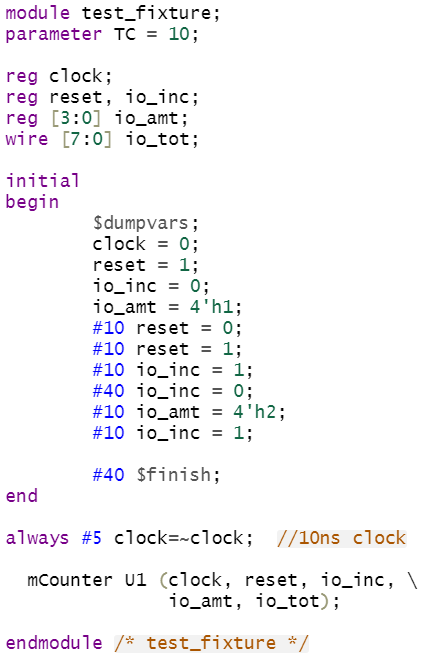 module test_fixture;
parameter TC = 10;

reg clock;
reg reset, io_inc;
reg [3:0] io_amt;
wire [7:0] io_tot;

initial
begin
        $dumpvars;
        clock = 0;
        reset = 1;
        io_inc = 0;
        io_amt = 4'h1;
        #10 reset = 0;
        #10 reset = 1;
        #10 io_inc = 1;
        #40 io_inc = 0;
        #10 io_amt = 4'h2;
        #10 io_inc = 1;

        #40 $finish;
end

always #5 clock=~clock;  //10ns clock

  mCounter U1 (clock, reset, io_inc, \
               io_amt, io_tot);

endmodule /* test_fixture */